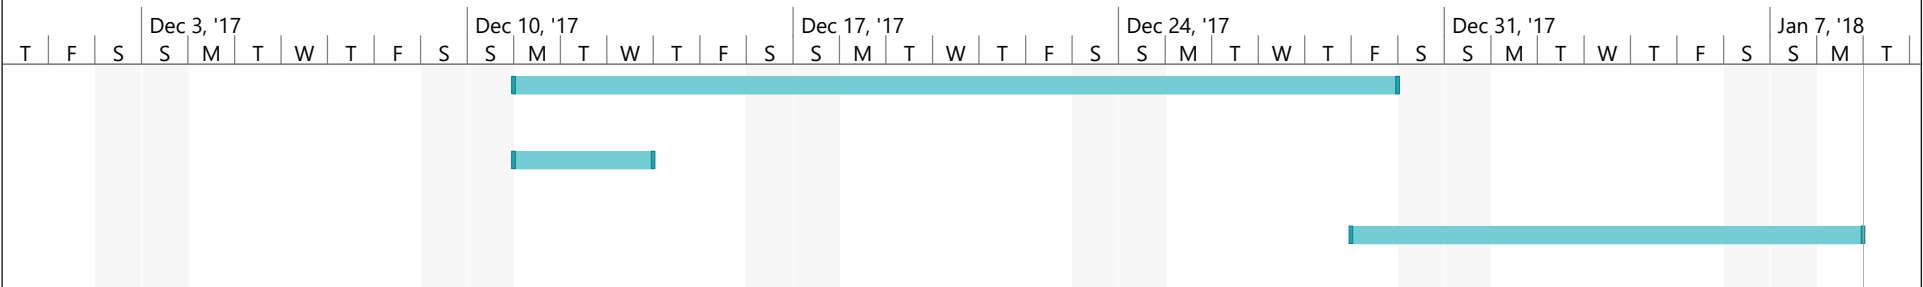 Dec 3, '17 Dec 10, '17 Dec 17, '17 Dec 24, '17 Dec 31, '17 Jan 7, '18
T F S S M T W T F S S M T W T F S S M T W T F S S M T W T F S S M T W T F S S M T